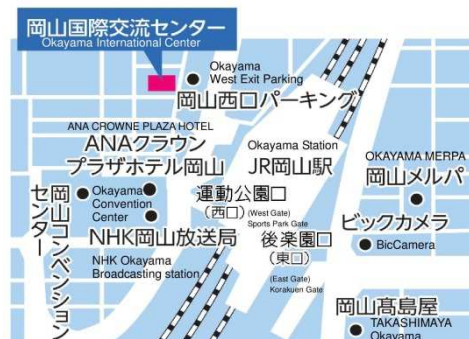 岡山国際交流センター
Okayama International Center
Okayama
West Exit Parking
岡山西口パーキング
ANA CROWNE PLAZA HOTEL
ANAクラウン
プラザホテル岡山
Okayama Station
JR岡山駅
OKAYAMA MERPA
岡山メルパ
岡山コンベンション
センター
Okayama
Convention
Center
運動公園口
(西口)
(West Gate)
Sports Park Gate
ビックカメラ
BicCamera
NHK岡山放送局
NHK Okayama
Broadcasting station
後楽園口
(東口)
(East Gate)
Korakuen Gate
岡山髙島屋
TAKASHIMAYA
Okayama